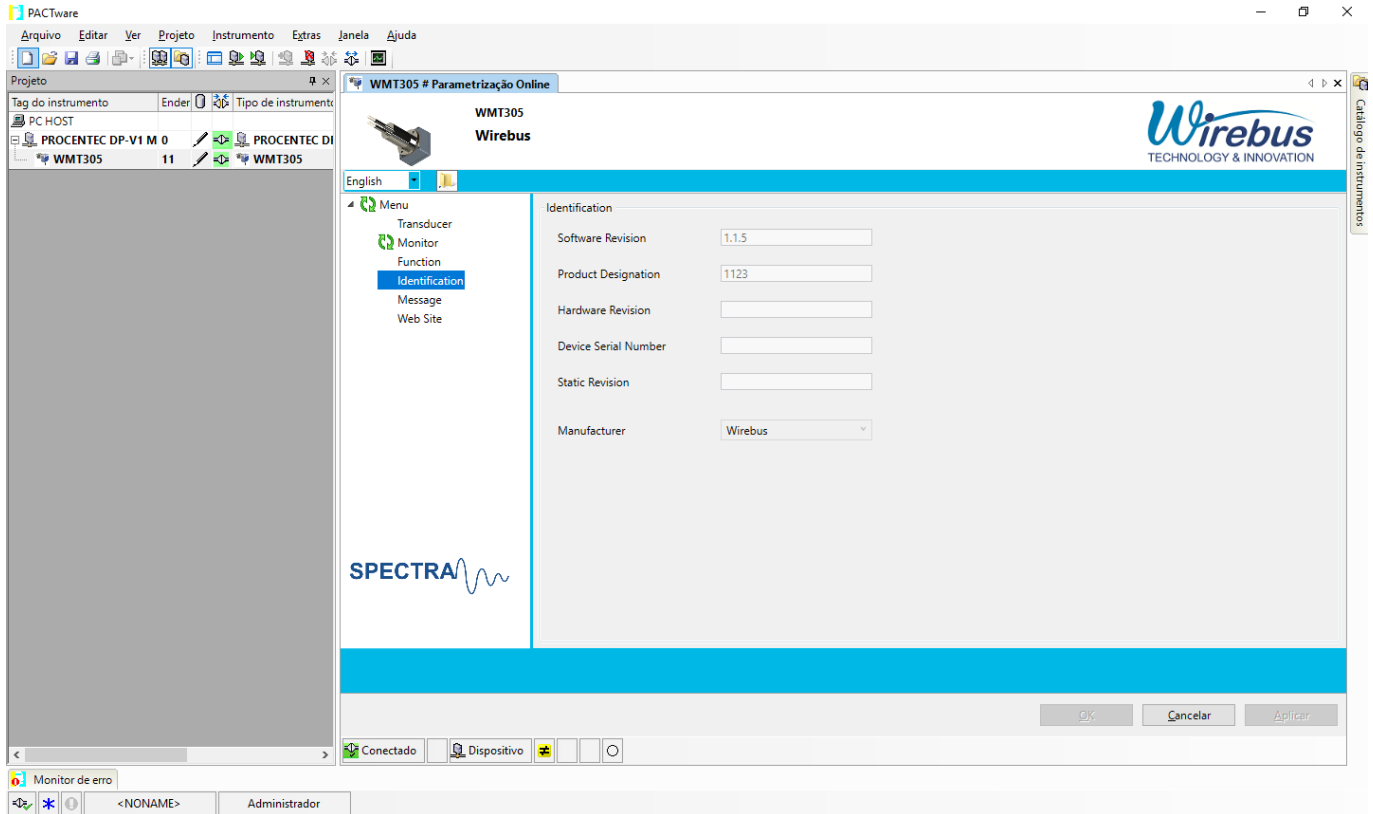 PACTware
Arquivo Editar Ver Projeto Instrumento Extras Janela Ajuda
Projeto
Tag do instrumento Ender Tipo de instrumento
PC HOST
PROCENTEC DP-V1 M 0 PROCENTEC DI
WMT305 11 WMT305
WMT305 # Parametrização Online
WMT305
Wirebus
Wirebus
TECHNOLOGY & INNOVATION
English
Menu
Transducer
Monitor
Function
Identification
Message
Web Site
SPECTRA
Identification
Software Revision 1.1.5
Product Designation 1123
Hardware Revision
Device Serial Number
Static Revision
Manufacturer Wirebus
OK Cancelar Aplicar
Conectado Dispositivo
Catálogo de instrumentos
Monitor de erro
<NONAME> Administrador